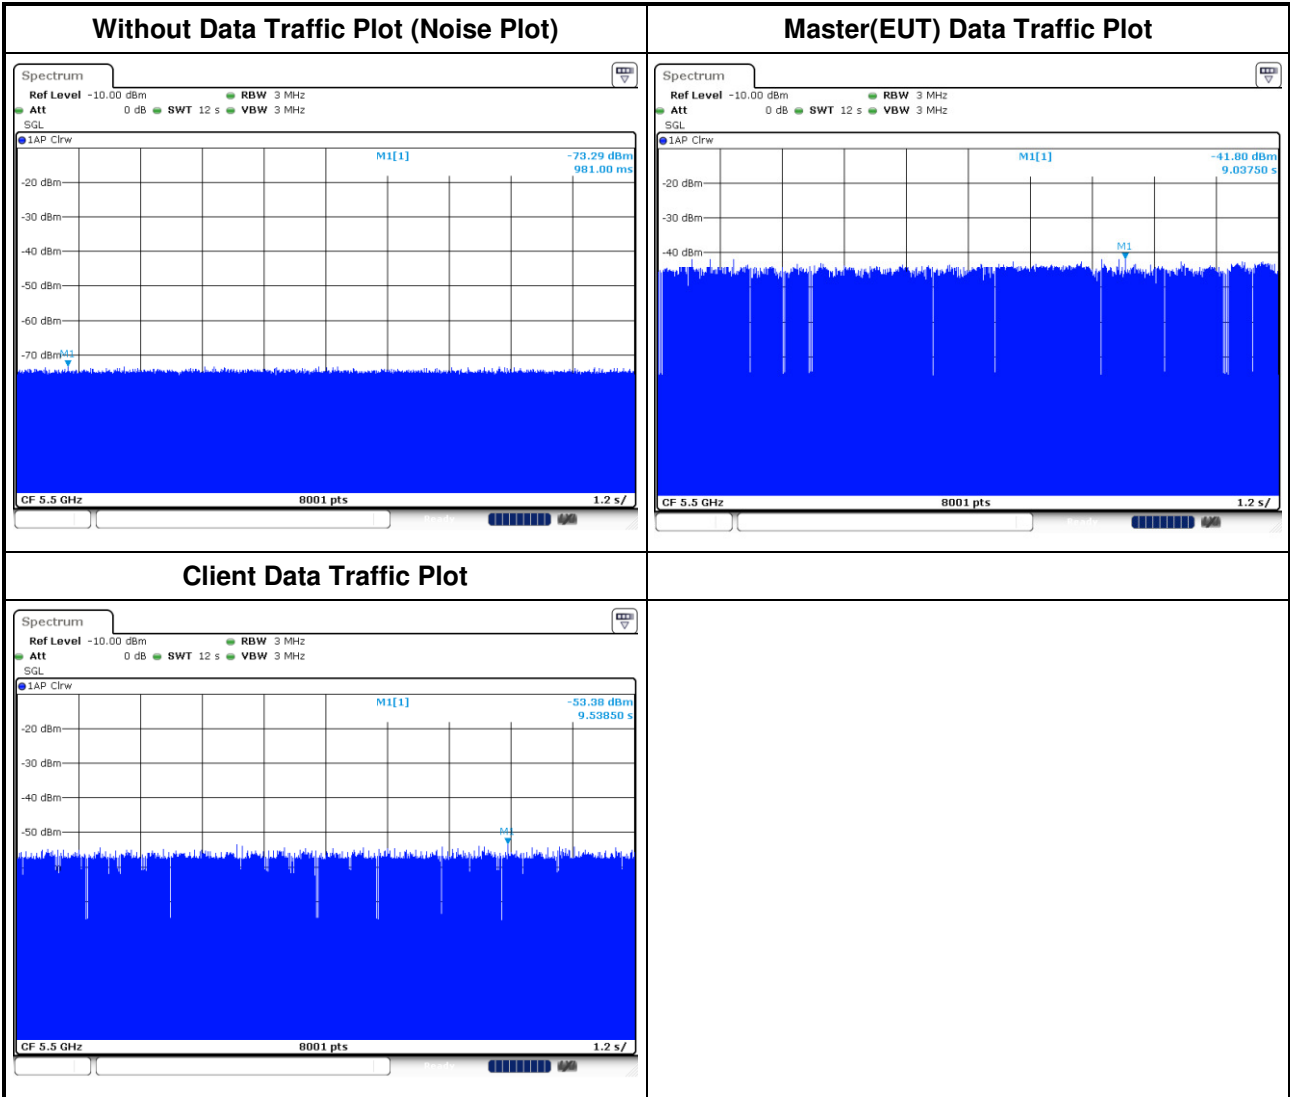 Without Data Traffic Plot (Noise Plot)
Spectrum
Ref Level -10.00 dBm RBW 3 MHz
Att 0 dB SWT 12 s VBW 3 MHz
SGL
1AP Clrw
M1[1] -73.29 dBm
981.00 ms
-20 dBm
-30 dBm
-40 dBm
-50 dBm
-60 dBm
-70 dBm
M1
CF 5.5 GHz 8001 pts 1.2 s/
Ready
Master(EUT) Data Traffic Plot
Spectrum
Ref Level -10.00 dBm RBW 3 MHz
Att 0 dB SWT 12 s VBW 3 MHz
SGL
1AP Clrw
M1[1] -41.80 dBm
9.03750 s
-20 dBm
-30 dBm
-40 dBm
M1
CF 5.5 GHz 8001 pts 1.2 s/
Ready
Client Data Traffic Plot
Spectrum
Ref Level -10.00 dBm RBW 3 MHz
Att 0 dB SWT 12 s VBW 3 MHz
SGL
1AP Clrw
M1[1] -53.38 dBm
9.53850 s
-20 dBm
-30 dBm
-40 dBm
-50 dBm
M1
CF 5.5 GHz 8001 pts 1.2 s/
Ready